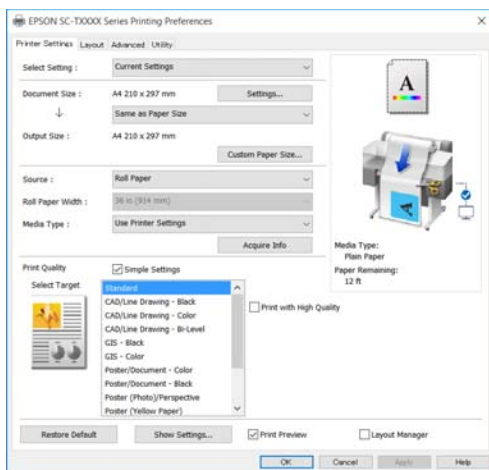 EPSON SC-TXXXX Series Printing Preferences
Printer Settings Layout Advanced Utility
Select Setting : Current Settings
Document Size : A4 210 x 297 mm Settings...
Same as Paper Size
Output Size : A4 210 x 297 mm
Custom Paper Size...
Source : Roll Paper
Roll Paper Width : 36 in (914 mm)
Media Type : Use Printer Settings
Acquire Info
Print Quality Simple Settings
Select Target
Standard
CAD/Line Drawing - Black
CAD/Line Drawing - Color
CAD/Line Drawing - Bi-Level
GIS - Black
GIS - Color
Poster/Document - Color
Poster/Document - Black
Poster (Photo)/Perspective
Poster (Yellow Paper)
Print with High Quality
A
Media Type:
Plain Paper
Paper Remaining:
12 ft
Restore Default Show Settings... Print Preview Layout Manager
OK Cancel Apply Help